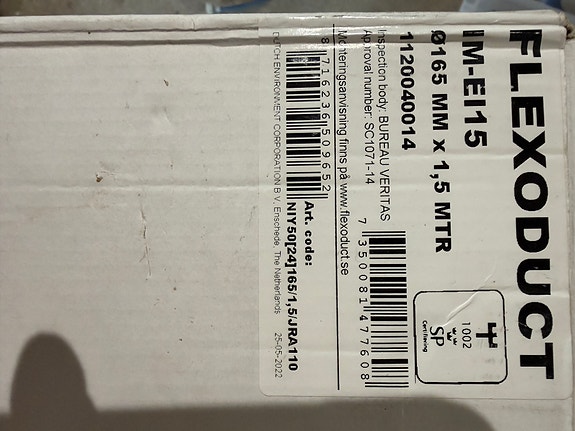 FLEXODUCT
IM-EI15
Ø165 MM x 1,5 MTR
1120040014
Inspection body: BUREAU VERITAS
Approval number: SC1071-14
7 350081 477608
1002
SP
Certifiering
Monteringsanvisning finns på www.flexoduct.se
8 716236 509652
Art. code:
NIY50[24]165/1,5/JRA110
DUTCH ENVIRONMENT CORPORATION B.V. Enschede, The Netherlands 25-05-2022